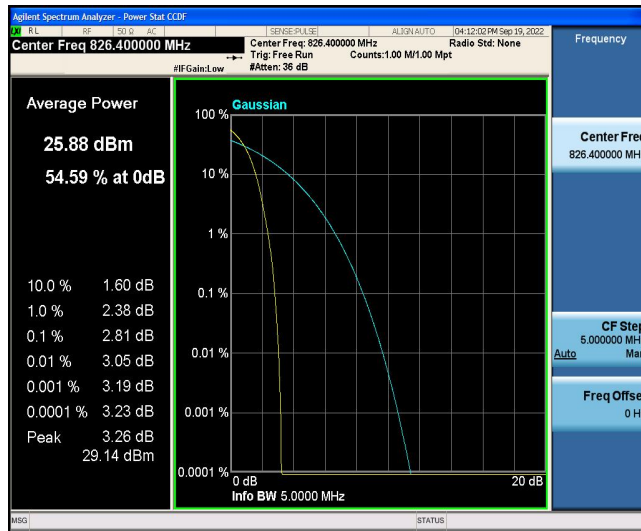 Agilent Spectrum Analyzer - Power Stat CCDF
LXI RL RF 50 Ω AC SENSE:PULSE ALIGN AUTO 04:12:02 PM Sep 19, 2022
Center Freq 826.400000 MHz
Center Freq: 826.400000 MHz Radio Std: None
Trig: Free Run Counts:1.00 M/1.00 Mpt
#IFGain:Low #Atten: 36 dB
Frequency
Average Power
25.88 dBm
54.59 % at 0dB
10.0 % 1.60 dB
1.0 % 2.38 dB
0.1 % 2.81 dB
0.01 % 3.05 dB
0.001 % 3.19 dB
0.0001 % 3.23 dB
Peak 3.26 dB
29.14 dBm
Gaussian
100 %
10 %
1 %
0.1 %
0.01 %
0.001 %
0.0001 %
0 dB 20 dB
Info BW 5.0000 MHz
Center Fre
826.400000 MH
CF Step
5.000000 MH
Auto Ma
Freq Offse
0 H
MSG STATUS